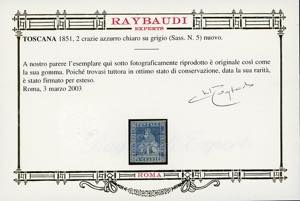 RAYBAUDI
EXPERTS
TOSCANA 1851, 2 crazie azzurro chiaro su grigio (Sass. N. 5) nuovo.
A nostro parere l'esemplare qui sotto fotograficamente riprodotto è originale così come
la sua gomma. Poiché trovasi tuttora in ottimo stato di conservazione, data la sua rarità,
è stato firmato per esteso.
Roma, 3 marzo 2003
ROMA